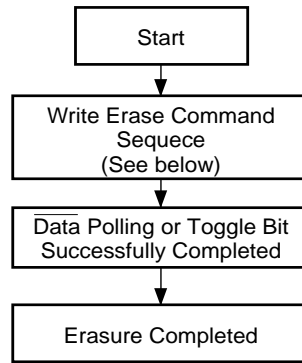 Start
Write Erase Command
Sequece
(See below)
Data Polling or Toggle Bit
Successfully Completed
Erasure Completed